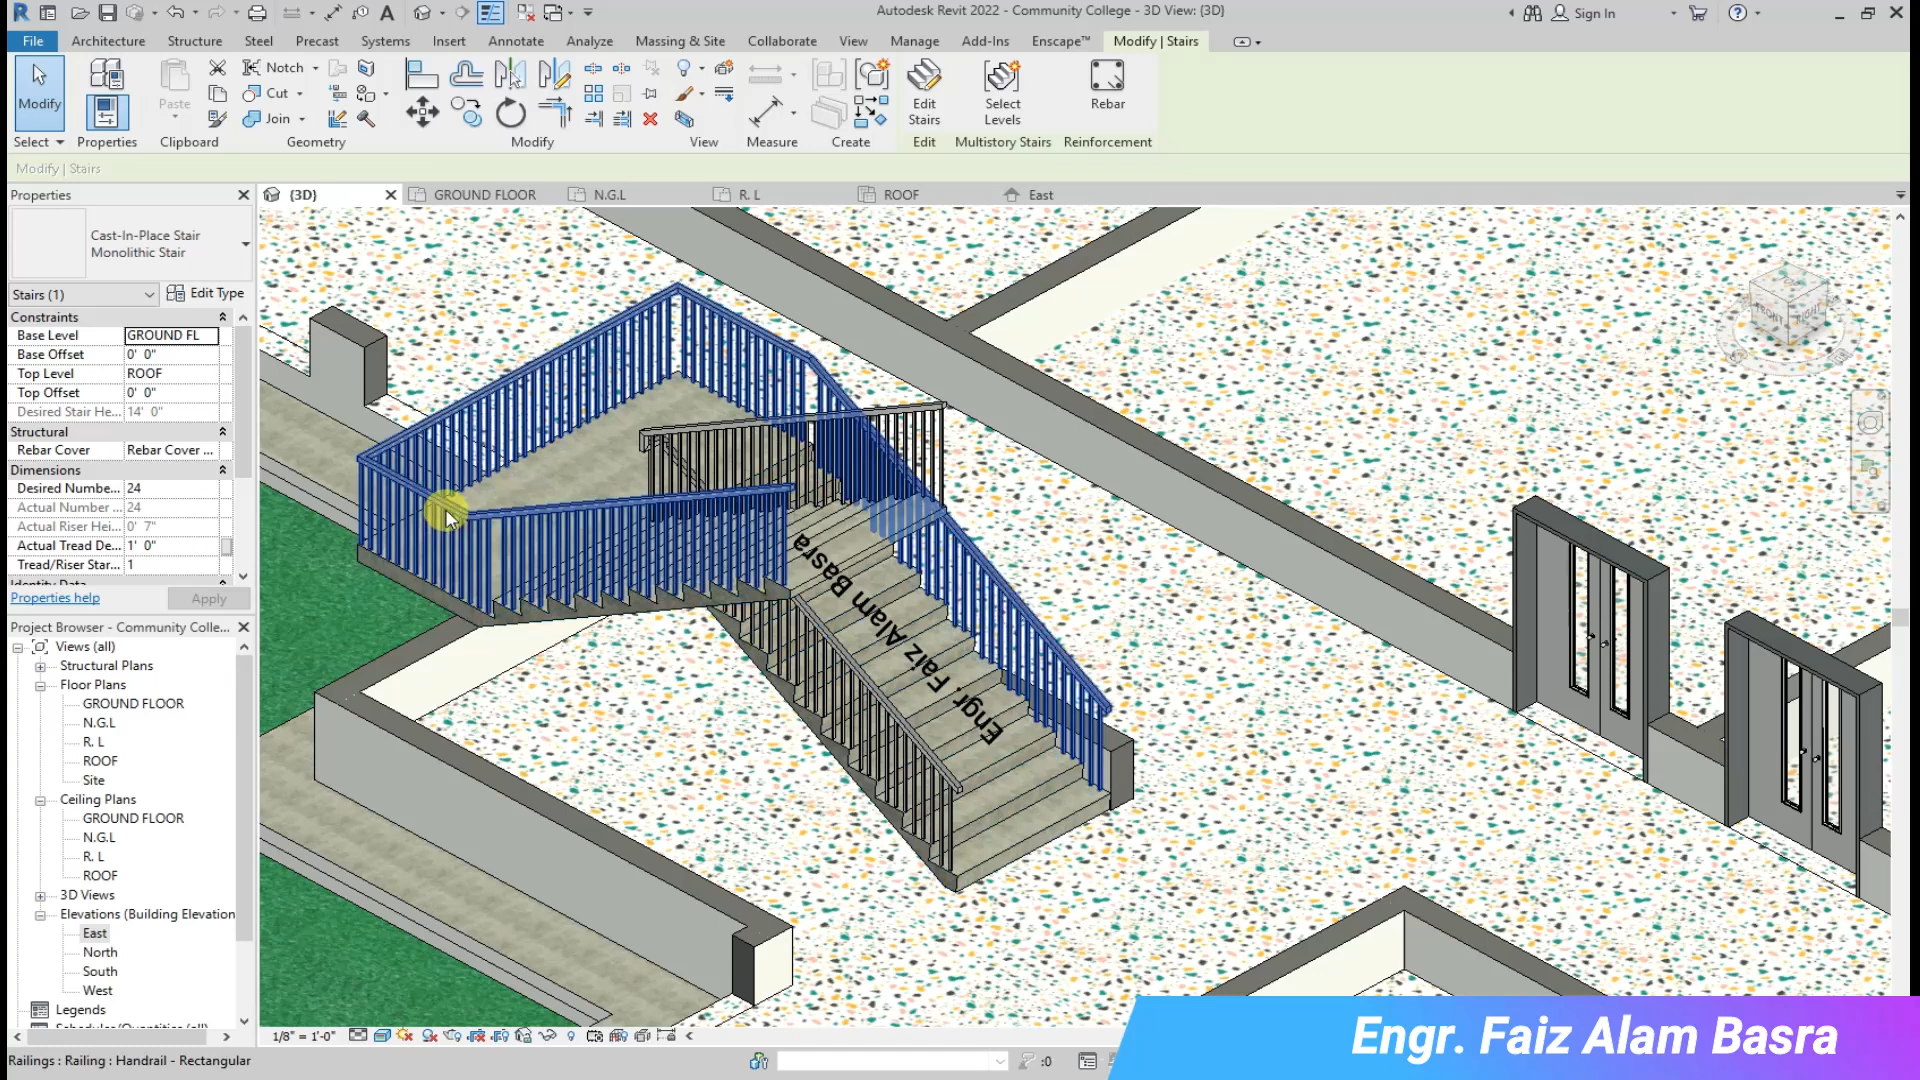 Autodesk Revit 2022 - Community College - 3D View: {3D}
Sign In
File Architecture Structure Steel Precast Systems Insert Annotate Analyze Massing & Site Collaborate View Manage Add-Ins Enscape™ Modify | Stairs
Modify
Paste
Notch
Cut
Join
Edit Stairs
Select Levels
Rebar
Select Properties Clipboard Geometry Modify View Measure Create Edit Multistory Stairs Reinforcement
Modify | Stairs
Properties
{3D} GROUND FLOOR N.G.L R. L ROOF East
Cast-In-Place Stair
Monolithic Stair
Stairs (1) Edit Type
Constraints
Base Level GROUND FL
Base Offset 0' 0"
Top Level ROOF
Top Offset 0' 0"
Desired Stair He... 14' 0"
Structural
Rebar Cover Rebar Cover ...
Dimensions
Desired Numbe... 24
Actual Number ... 24
Actual Riser Hei... 0' 7"
Actual Tread De... 1' 0"
Tread/Riser Star... 1
Identity Data
Properties help Apply
Project Browser - Community Colle...
Views (all)
Structural Plans
Floor Plans
GROUND FLOOR
N.G.L
R. L
ROOF
Site
Ceiling Plans
GROUND FLOOR
N.G.L
R. L
ROOF
3D Views
Elevations (Building Elevation
East
North
South
West
Legends
Schedules/Quantities (all)
Engr. Faiz Alam Basra
FRONT RIGHT
1/8" = 1'-0"
Railings : Railing : Handrail - Rectangular
:0
Engr. Faiz Alam Basra